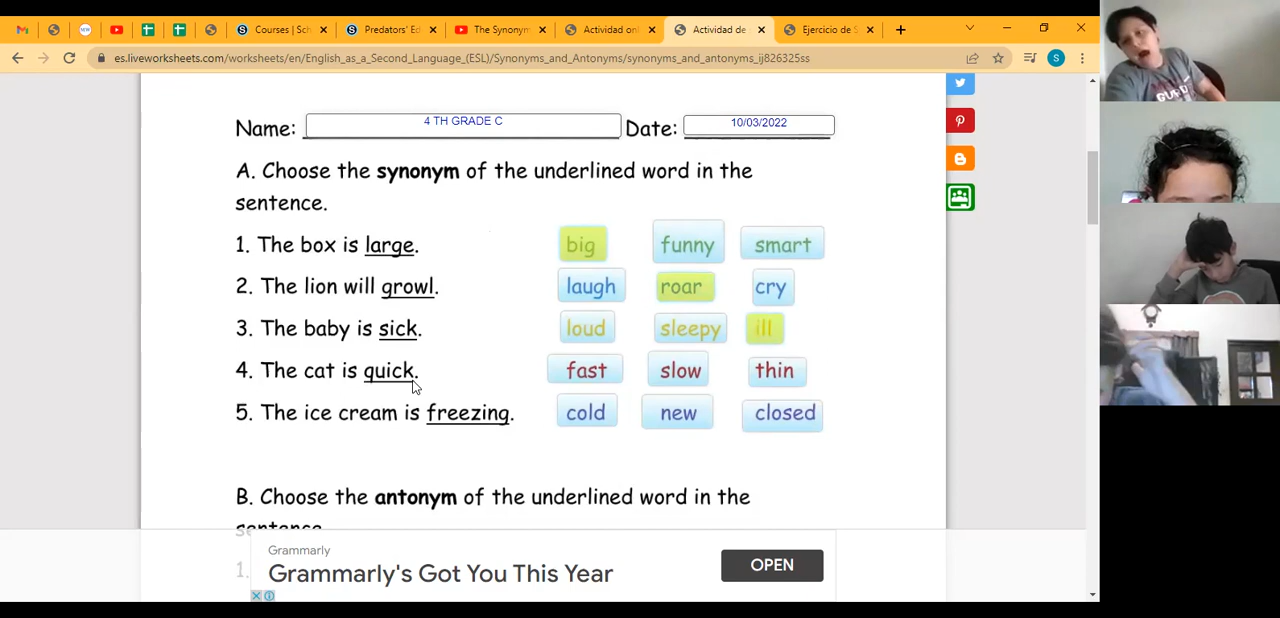 Courses | Sch
Predators' Ed
The Synonym
Actividad onl
Actividad de
Ejercicio de S
es.liveworksheets.com/worksheets/en/English_as_a_Second_Language_(ESL)/Synonyms_and_Antonyms/synonyms_and_antonyms_ij826325ss
S
Name: 4 TH GRADE C Date: 10/03/2022
A. Choose the synonym of the underlined word in the
sentence.
1. The box is large. big funny smart
2. The lion will growl. laugh roar cry
3. The baby is sick. loud sleepy ill
4. The cat is quick. fast slow thin
5. The ice cream is freezing. cold new closed
B. Choose the antonym of the underlined word in the
sentence
1.
Grammarly
Grammarly's Got You This Year
OPEN